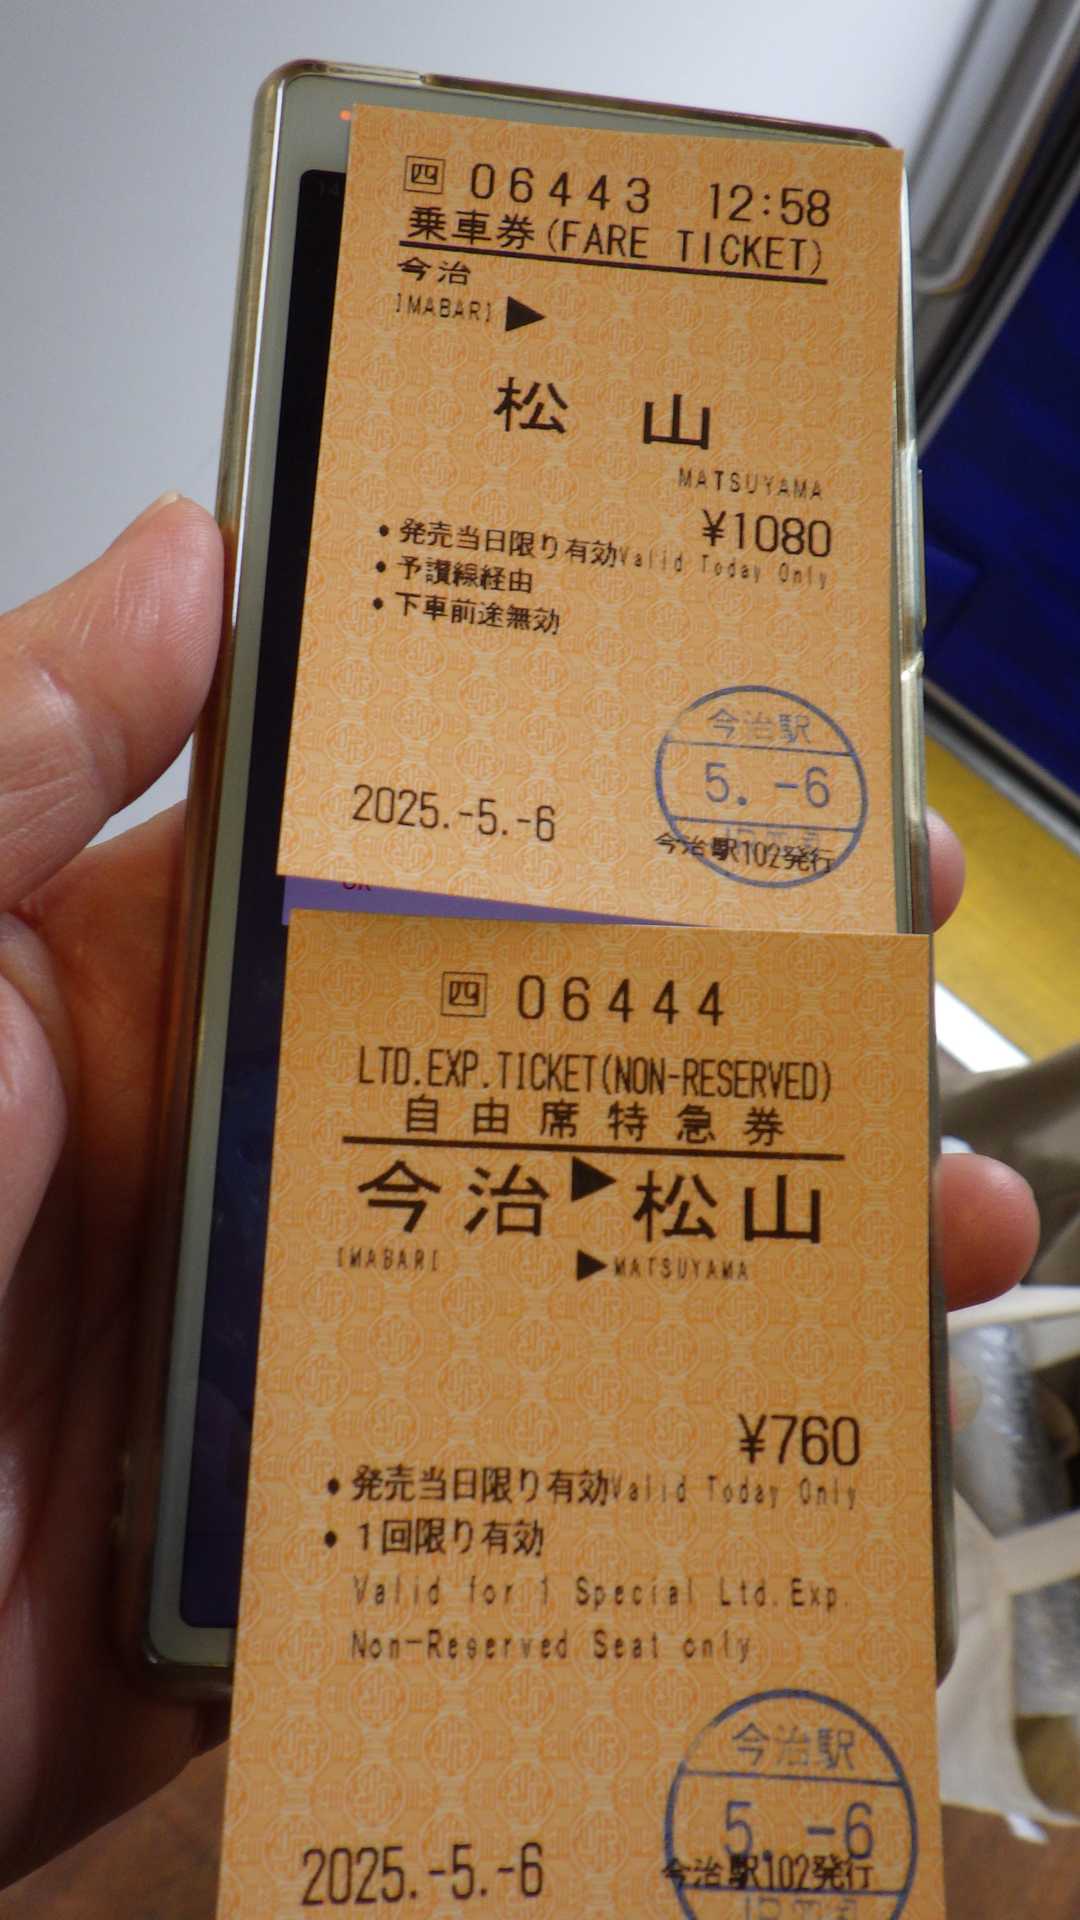 四 06443 12:58
乗車券(FARE TICKET)
今治
IMABARI ▶
松山
MATSUYAMA
¥1080
•発売当日限り有効Valid Today Only
•予讃線経由
•下車前途無効
今治駅
5. -6
2025.-5.-6
今治駅102発行
四 06444
LTD.EXP.TICKET(NON-RESERVED)
自由席特急券
今治▶松山
IMABARI ▶MATSUYAMA
¥760
•発売当日限り有効Valid Today Only
•1回限り有効
Valid for 1 Special Ltd.Exp.
Non-Reserved Seat only
今治駅
5. -6
2025.-5.-6
今治駅102発行